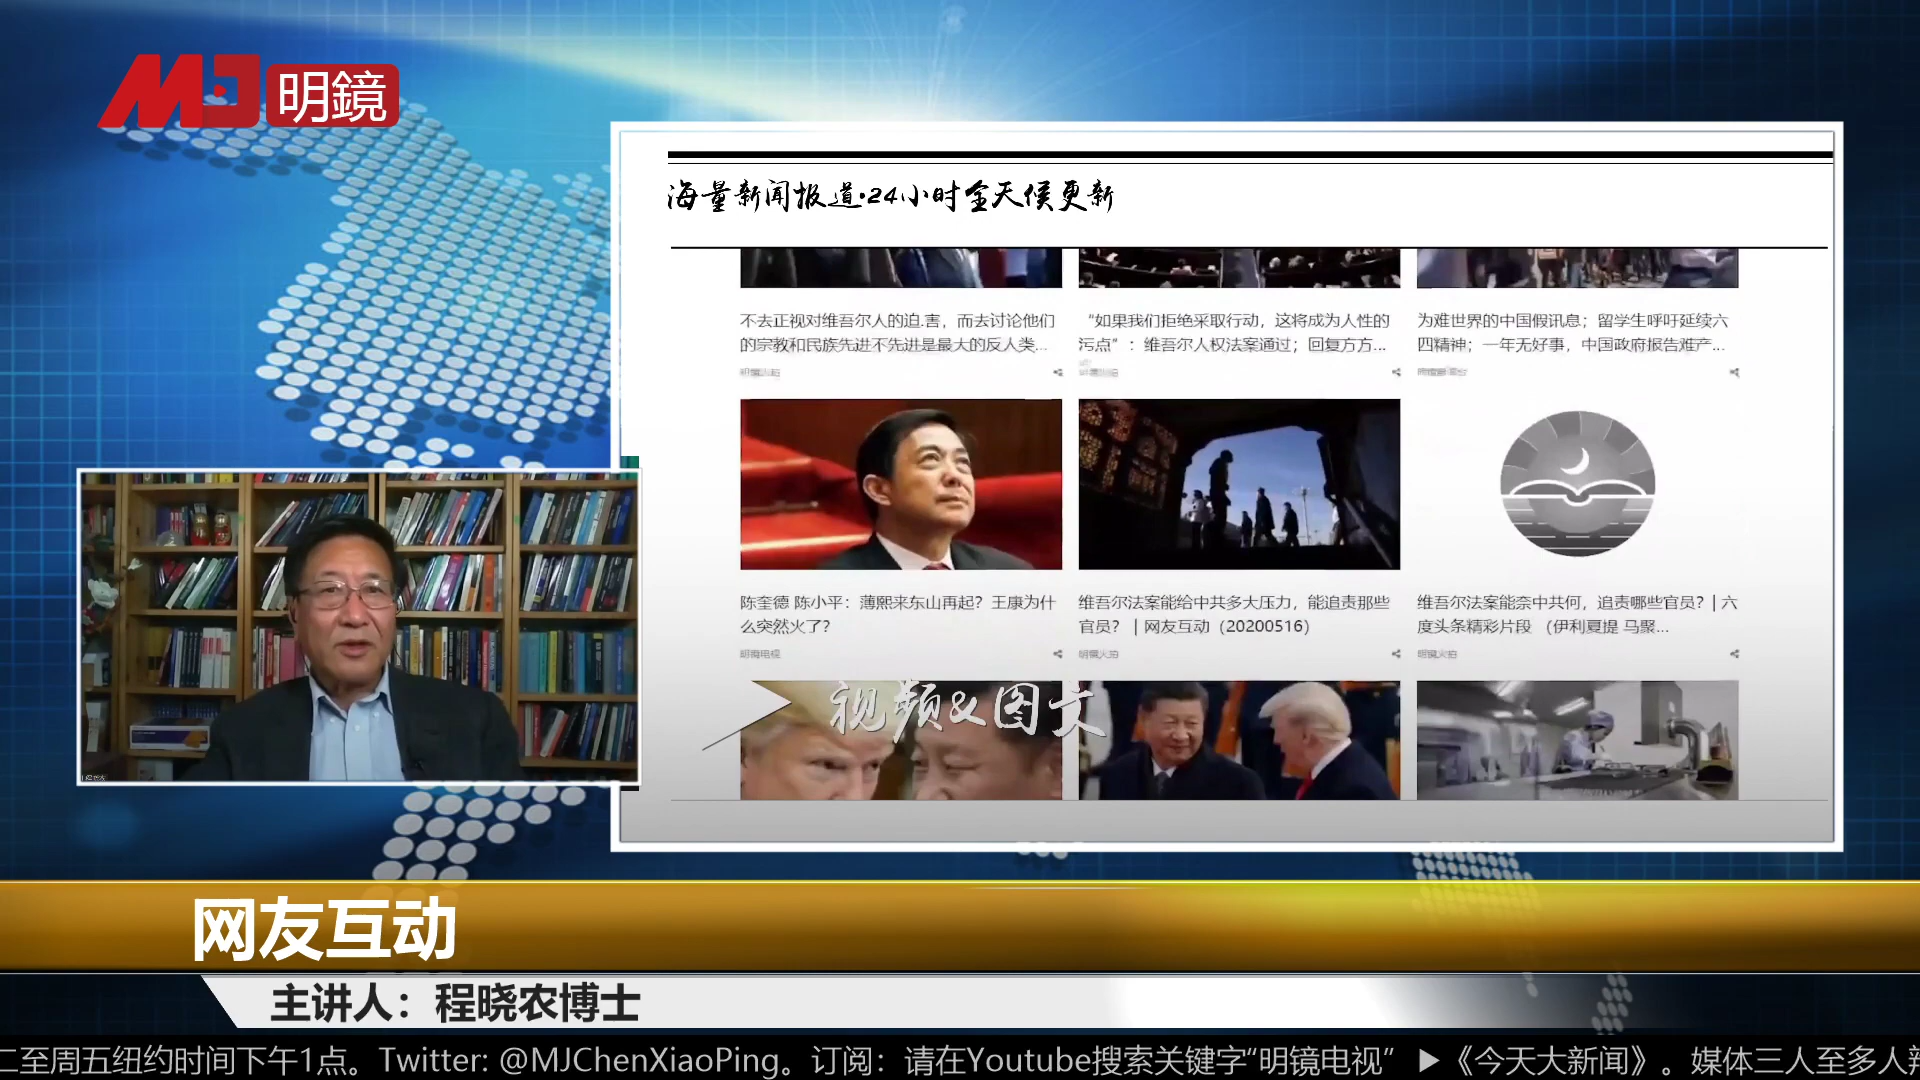 MJ 明鏡
海量新闻报道·24小时全天候更新
不去正视对维吾尔人的迫.害，而去讨论他们
的宗教和民族先进不先进是最大的反人类...
“如果我们拒绝采取行动，这将成为人性的
污点”：维吾尔人权法案通过；回复方方...
为难世界的中国假讯息；留学生呼吁延续六
四精神；一年无好事，中国政府报告难产...
陈奎德 陈小平：薄熙来东山再起？王康为什
么突然火了？
明镜电视
维吾尔法案能给中共多大压力，能追责那些
官员？｜网友互动（20200516）
明镜火拍
维吾尔法案能奈中共何，追责哪些官员？| 六
度头条精彩片段 （伊利夏提 马聚...
明镜火拍
视频&图文
网友互动
主讲人：程晓农博士
二至周五纽约时间下午1点。Twitter: @MJChenXiaoPing。订阅：请在Youtube搜索关键字“明镜电视” ▶《今天大新闻》。媒体三人至多人